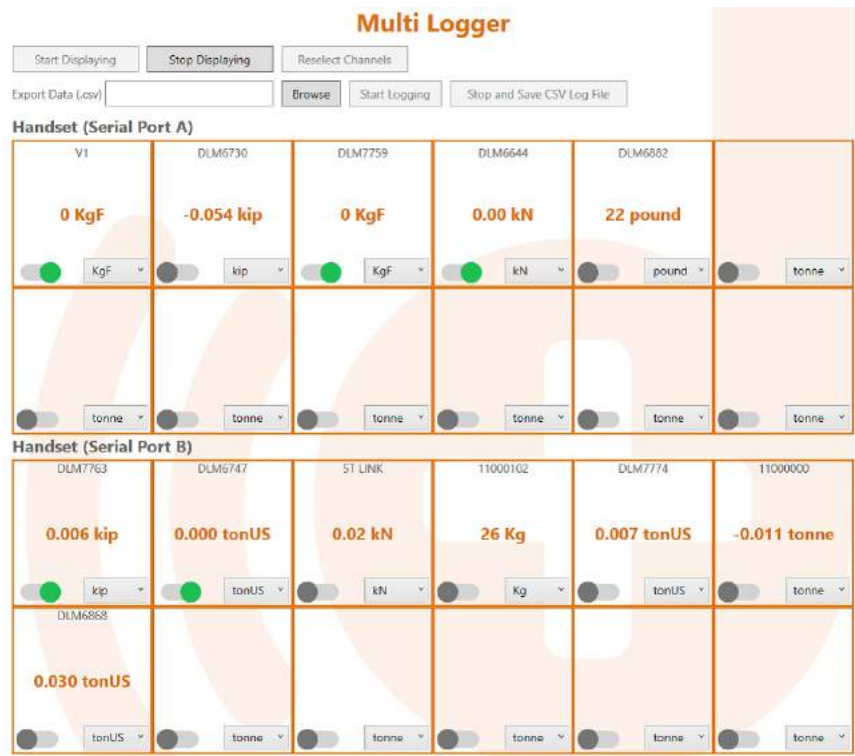 Multi Logger
Start Displaying Stop Displaying Reselect Channels
Export Data (.csv) Browse Start Logging Stop and Save CSV Log File
Handset (Serial Port A)
V1 DLM6730 DLM7759 DLM6644 DLM6882
0 KgF -0.054 kip 0 KgF 0.00 kN 22 pound
KgF kip KgF kN pound tonne
tonne tonne tonne tonne tonne tonne
Handset (Serial Port B)
DLM7763 DLM6747 5T LINK 11000102 DLM7774 11000000
0.006 kip 0.000 tonUS 0.02 kN 26 Kg 0.007 tonUS -0.011 tonne
kip tonUS kN Kg tonUS tonne
DLM6868
0.030 tonUS
tonUS tonne tonne tonne tonne tonne